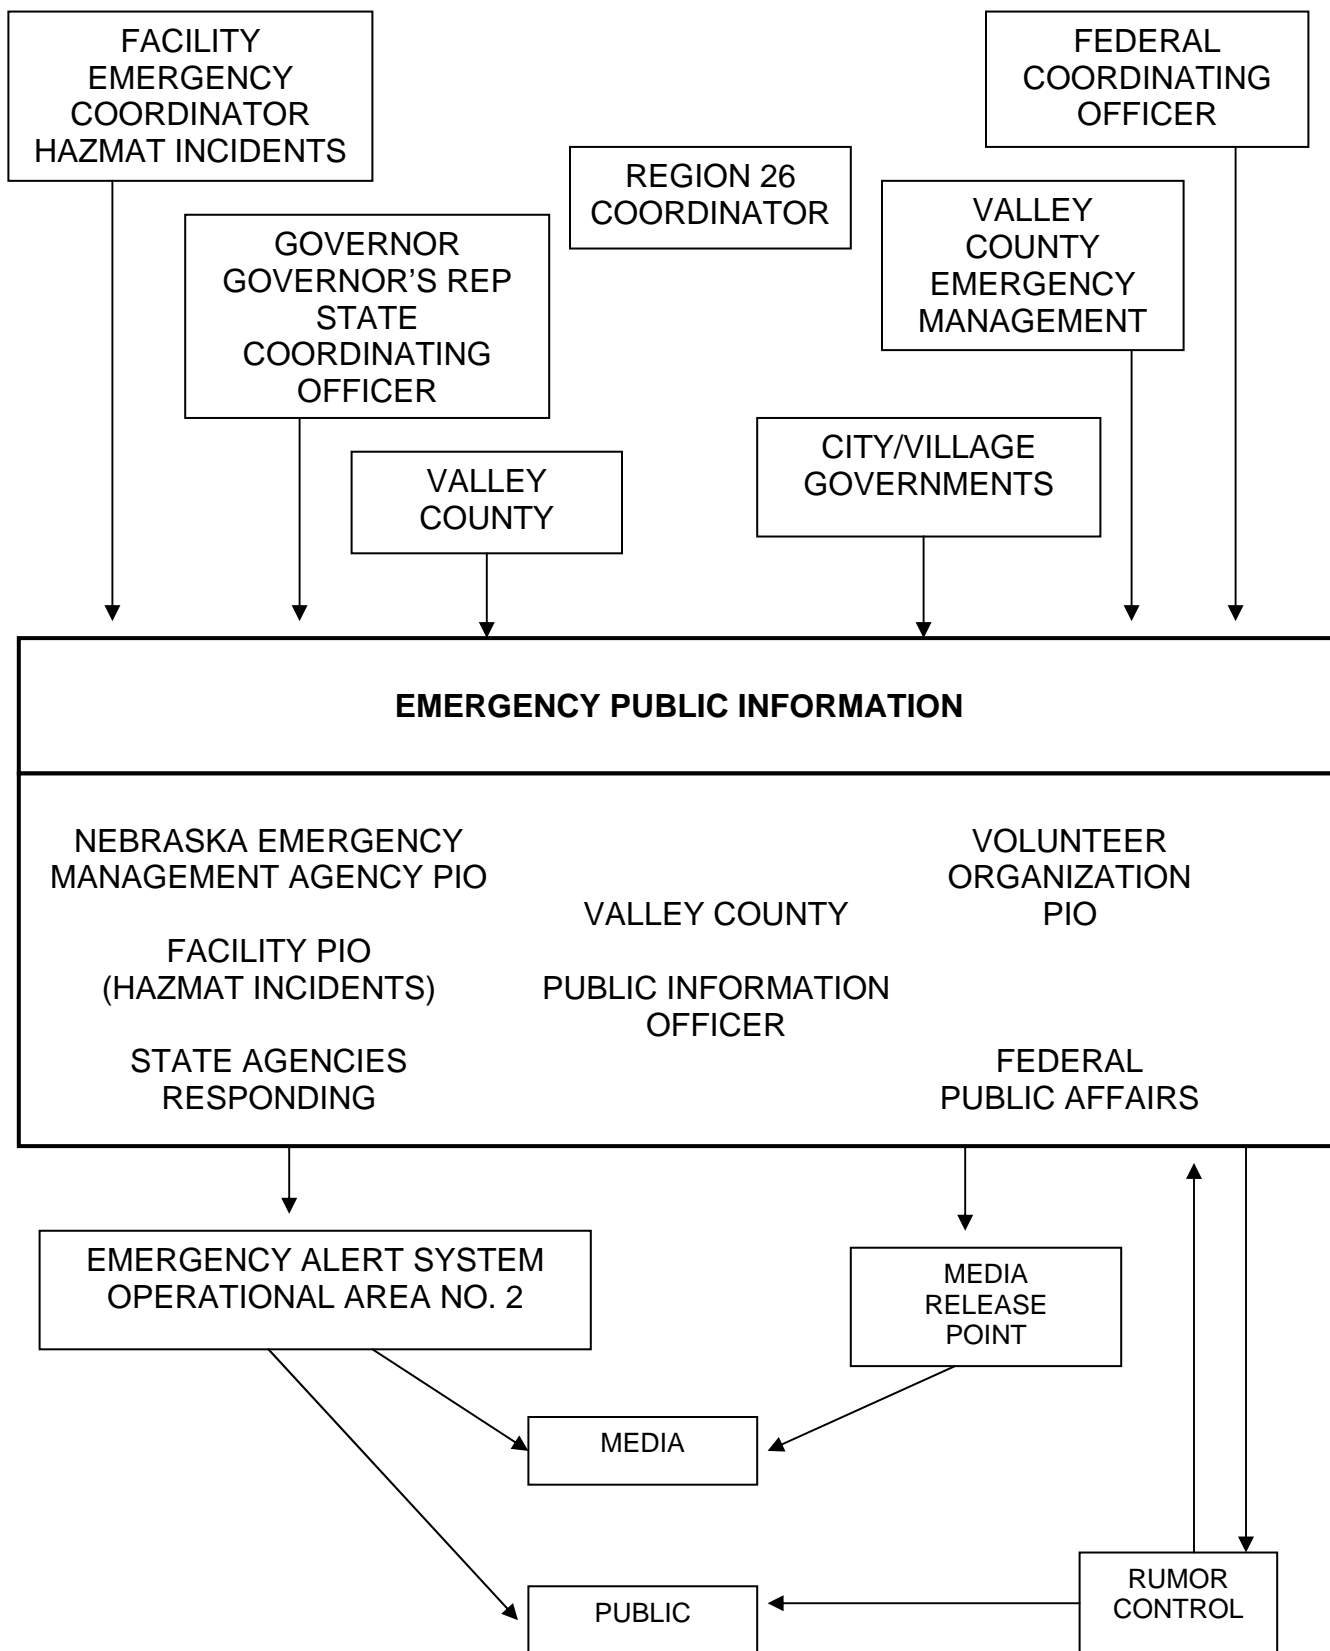 FACILITY
EMERGENCY
COORDINATOR
HAZMAT INCIDENTS
FEDERAL
COORDINATING
OFFICER
REGION 26
COORDINATOR
VALLEY
COUNTY
EMERGENCY
MANAGEMENT
GOVERNOR
GOVERNOR’S REP
STATE
COORDINATING
OFFICER
VALLEY
COUNTY
CITY/VILLAGE
GOVERNMENTS
EMERGENCY PUBLIC INFORMATION
NEBRASKA EMERGENCY
MANAGEMENT AGENCY PIO
FACILITY PIO
(HAZMAT INCIDENTS)
STATE AGENCIES
RESPONDING
VALLEY COUNTY
PUBLIC INFORMATION
OFFICER
VOLUNTEER
ORGANIZATION
PIO
FEDERAL
PUBLIC AFFAIRS
EMERGENCY ALERT SYSTEM
OPERATIONAL AREA NO. 2
MEDIA
RELEASE
POINT
MEDIA
PUBLIC
RUMOR
CONTROL